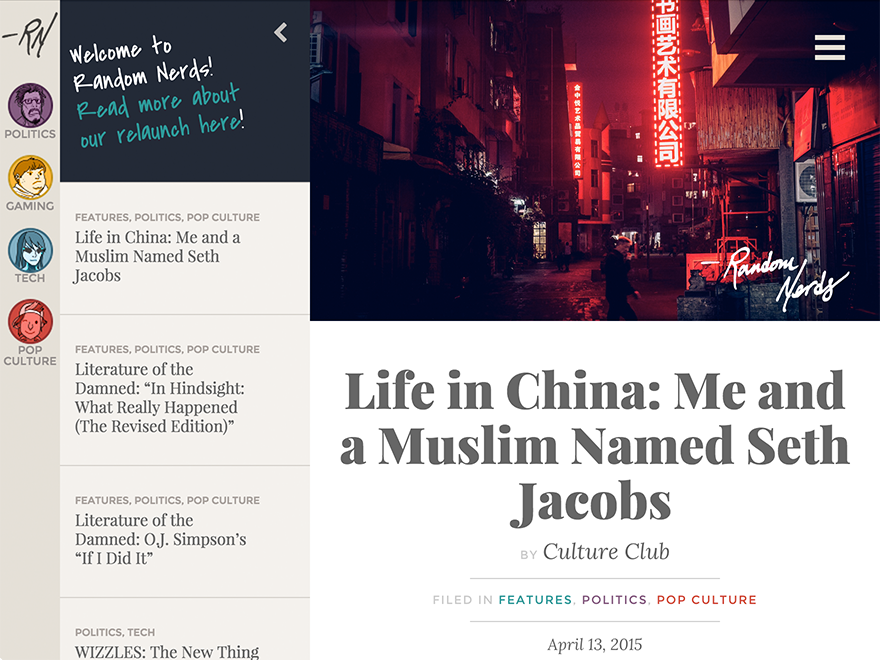 RN
POLITICS
GAMING
TECH
POP
CULTURE
Welcome to
Random Nerds!
Read more about
our relaunch here!
FEATURES, POLITICS, POP CULTURE
Life in China: Me and a
Muslim Named Seth
Jacobs
FEATURES, POLITICS, POP CULTURE
Literature of the
Damned: “In Hindsight:
What Really Happened
(The Revised Edition)”
FEATURES, POLITICS, POP CULTURE
Literature of the
Damned: O.J. Simpson’s
“If I Did It”
POLITICS, TECH
WIZZLES: The New Thing
书画艺术有限公司
Random
Nerds
Life in China: Me and
a Muslim Named Seth
Jacobs
BY Culture Club
FILED IN FEATURES, POLITICS, POP CULTURE
April 13, 2015